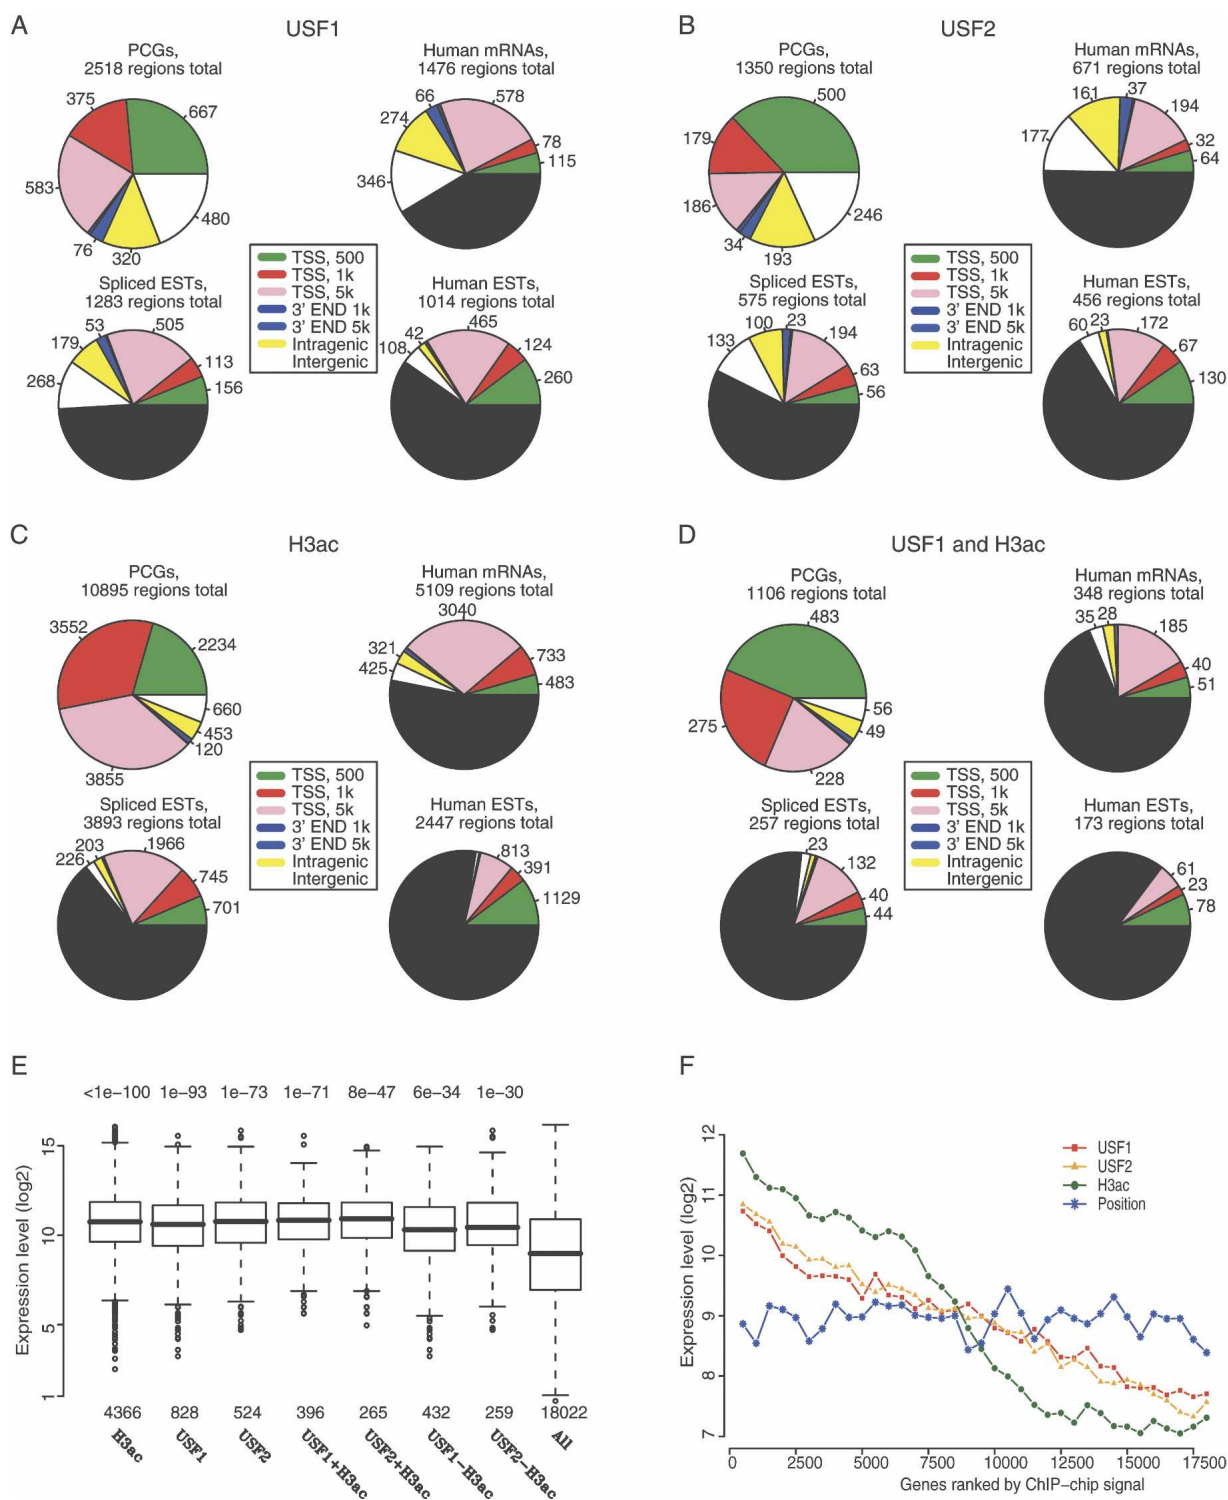 A
USF1
PCGs,
2518 regions total
375
667
583
76
320
480
Human mRNAs,
1476 regions total
66
578
274
78
115
346
TSS, 500
TSS, 1k
TSS, 5k
3' END 1k
3' END 5k
Intragenic
Intergenic
Spliced ESTs,
1283 regions total
53
505
179
113
156
268
Human ESTs,
1014 regions total
42
465
108
124
260
B
USF2
PCGs,
1350 regions total
500
179
186
34
193
246
Human mRNAs,
671 regions total
161
37
194
177
32
64
TSS, 500
TSS, 1k
TSS, 5k
3' END 1k
3' END 5k
Intragenic
Intergenic
Spliced ESTs,
575 regions total
100
23
133
194
63
56
Human ESTs,
456 regions total
60
23
172
67
130
C
H3ac
PCGs,
10895 regions total
3552
2234
660
453
120
3855
Human mRNAs,
5109 regions total
3040
321
425
733
483
TSS, 500
TSS, 1k
TSS, 5k
3' END 1k
3' END 5k
Intragenic
Intergenic
Spliced ESTs,
3893 regions total
203
1966
226
745
701
Human ESTs,
2447 regions total
813
391
1129
D
USF1 and H3ac
PCGs,
1106 regions total
483
275
56
49
228
Human mRNAs,
348 regions total
35
28
185
40
51
TSS, 500
TSS, 1k
TSS, 5k
3' END 1k
3' END 5k
Intragenic
Intergenic
Spliced ESTs,
257 regions total
23
132
40
44
Human ESTs,
173 regions total
61
23
78
E
<1e−100 1e−93 1e−73 1e−71 8e−47 6e−34 1e−30
Expression level (log2)
15
10
5
1
4366 828 524 396 265 432 259 18022
H3ac USF1 USF2 USF1+H3ac USF2+H3ac USF1−H3ac USF2−H3ac All
F
Expression level (log2)
12
11
10
9
8
7
USF1
USF2
H3ac
Position
0 2500 5000 7500 10000 12500 15000 17500
Genes ranked by ChIP−chip signal